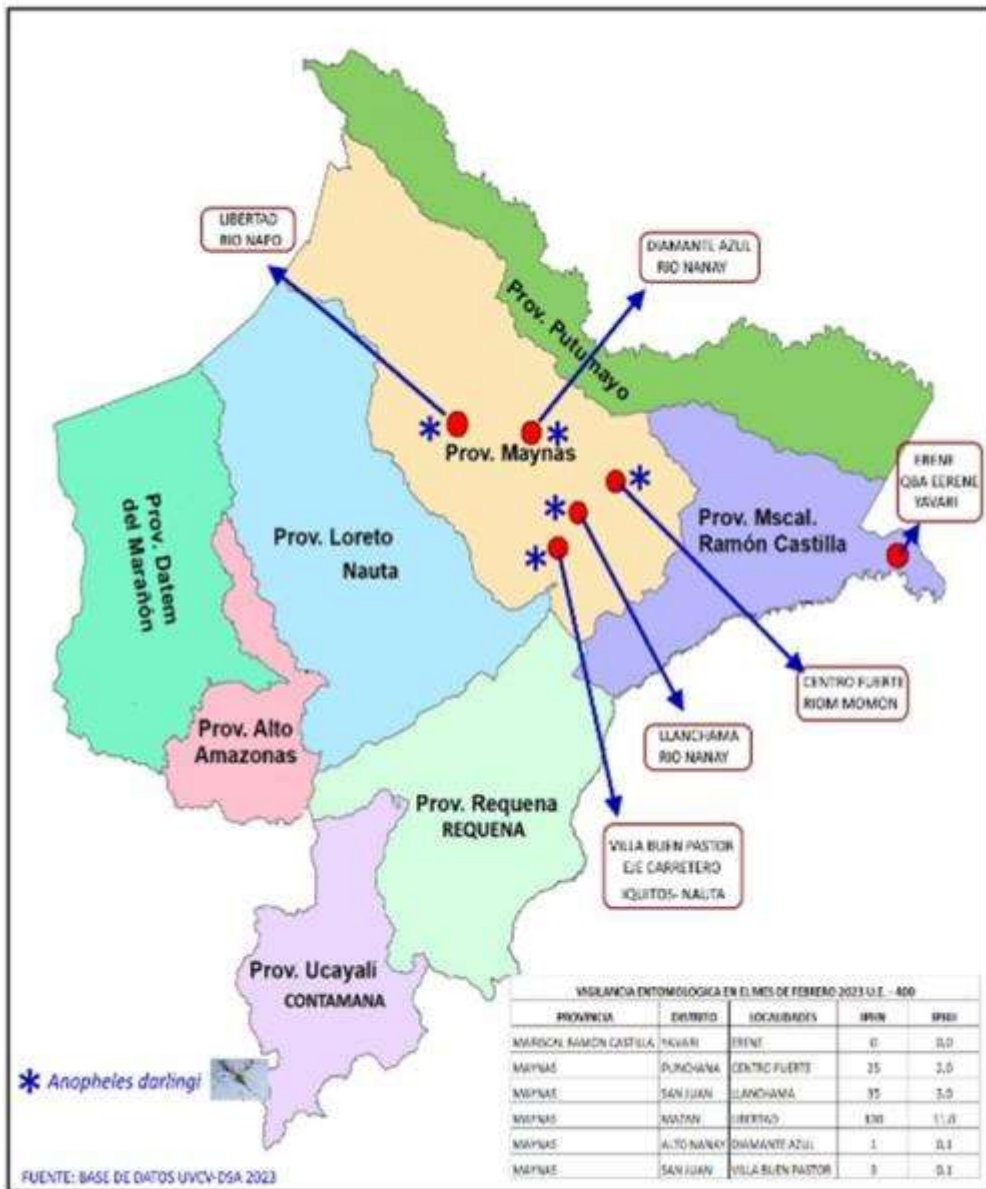 LIBERTAD
RIO NAPO
DIAMANTE AZUL
RIO NANAY
Prov. Putumayo
ERENE
QBA EERENE
YAVARI
Prov. Maynas
Prov. Mscal.
Ramón Castilla
Prov. Loreto
Nauta
Prov. Datem
del Marañón
CENTRO FUERTE
RIOM MOMON
LLANCHAMA
RIO NANAY
Prov. Alto
Amazonas
Prov. Requena
REQUENA
VILLA BUEN PASTOR
EJE CARRETERO
IQUITOS- NAUTA
Prov. Ucayali
CONTAMANA
VIGILANCIA ENTOMOLOGICA EN EL MES DE FEBRERO 2023 U.E. - 400
PROVINCIA DISTRITO LOCALIDADES IPHN IPHH
MARISCAL RAMON CASTILLA YAVARI ERENE 0 0,0
MAYNAS PUNCHANA CENTRO FUERTE 25 2,0
MAYNAS SAN JUAN LLANCHAMA 35 3,0
MAYNAS MAZAN LIBERTAD 130 11,0
MAYNAS ALTO NANAY DIAMANTE AZUL 1 0,1
MAYNAS SAN JUAN VILLA BUEN PASTOR 3 0,1
Anopheles darlingi
FUENTE: BASE DE DATOS UVCV-DSA 2023